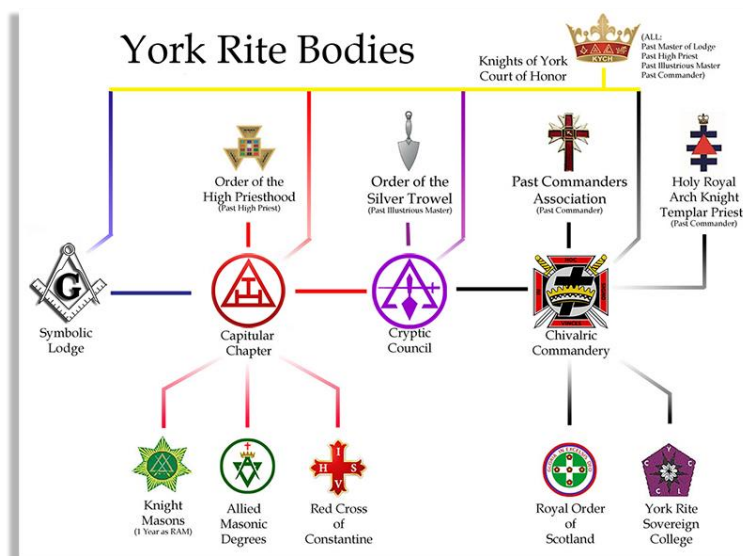 York Rite Bodies
Knights of York
Court of Honor
KYCH
(ALL:
Past Master of Lodge
Past High Priest
Past Illustrious Master
Past Commander)
Order of the
High Priesthood
(Past High Priest)
Order of the
Silver Trowel
(Past Illustrious Master)
Past Commanders
Association
(Past Commander)
Holy Royal
Arch Knight
Templar Priest
(Past Commander)
G
Symbolic
Lodge
Capitular
Chapter
Cryptic
Council
Chivalric
Commandery
Knight
Masons
(1 Year as RAM)
Allied
Masonic
Degrees
I
H S
V
Red Cross
of
Constantine
Royal Order
of
Scotland
York Rite
Sovereign
College